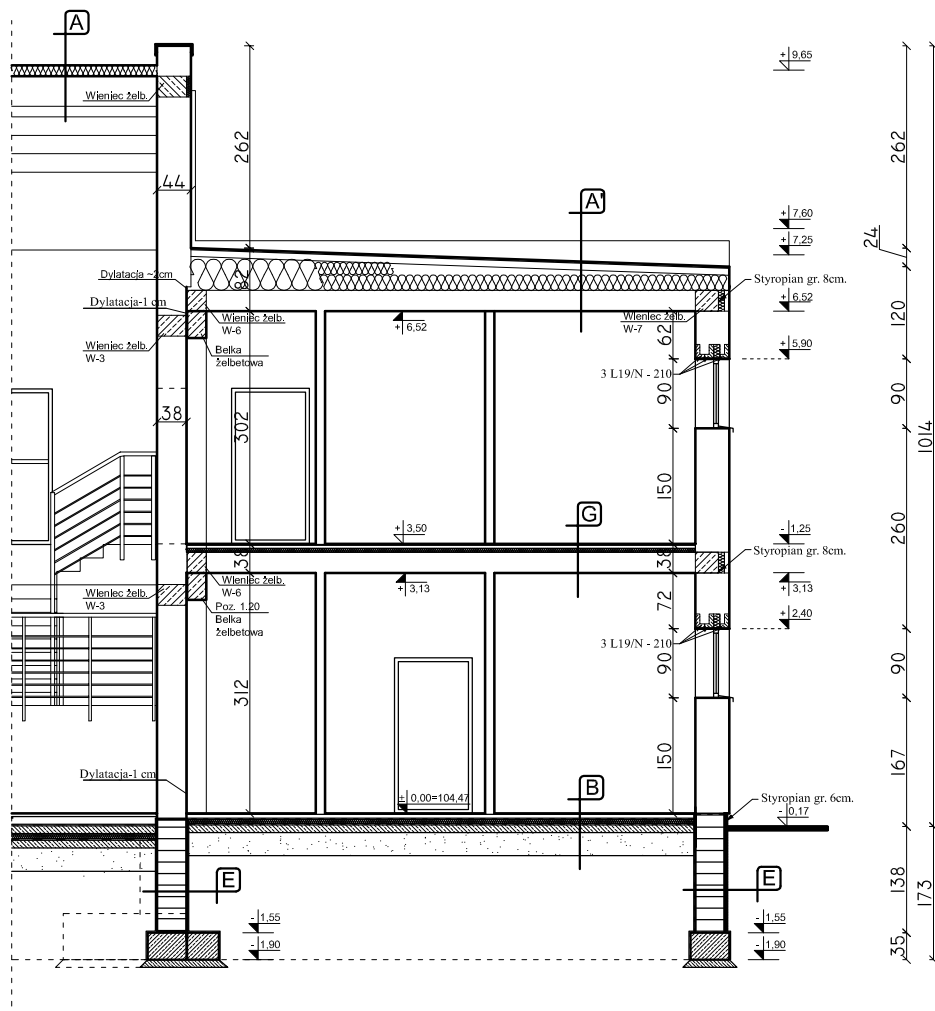 A
+ 9,65
Wieniec żelb.
262
262
44
A'
+ 7,60
+ 7,25
24
Dylatacja ~2cm
82
Styropian gr. 8cm.
Dylatacja-1 cm
+ 6,52
Wieniec żelb.
W-6
+ 6,52
Wieniec żelb.
W-7
62
120
Wieniec żelb.
W-3
Belka
żelbetowa
+ 5,90
3 L19/N - 210
90
90
38
302
1014
150
G
+ 3,50
- 1,25
260
38
38
Styropian gr. 8cm.
Wieniec żelb.
W-3
Wieniec żelb.
W-6
+ 3,13
+ 3,13
72
Poz. 1.20
Belka
żelbetowa
+ 2,40
3 L19/N - 210
90
90
312
150
167
Dylatacja-1 cm
B
± 0,00=104,47
Styropian gr. 6cm.
- 0,17
E
E
138
173
- 1,55
- 1,55
- 1,90
- 1,90
35